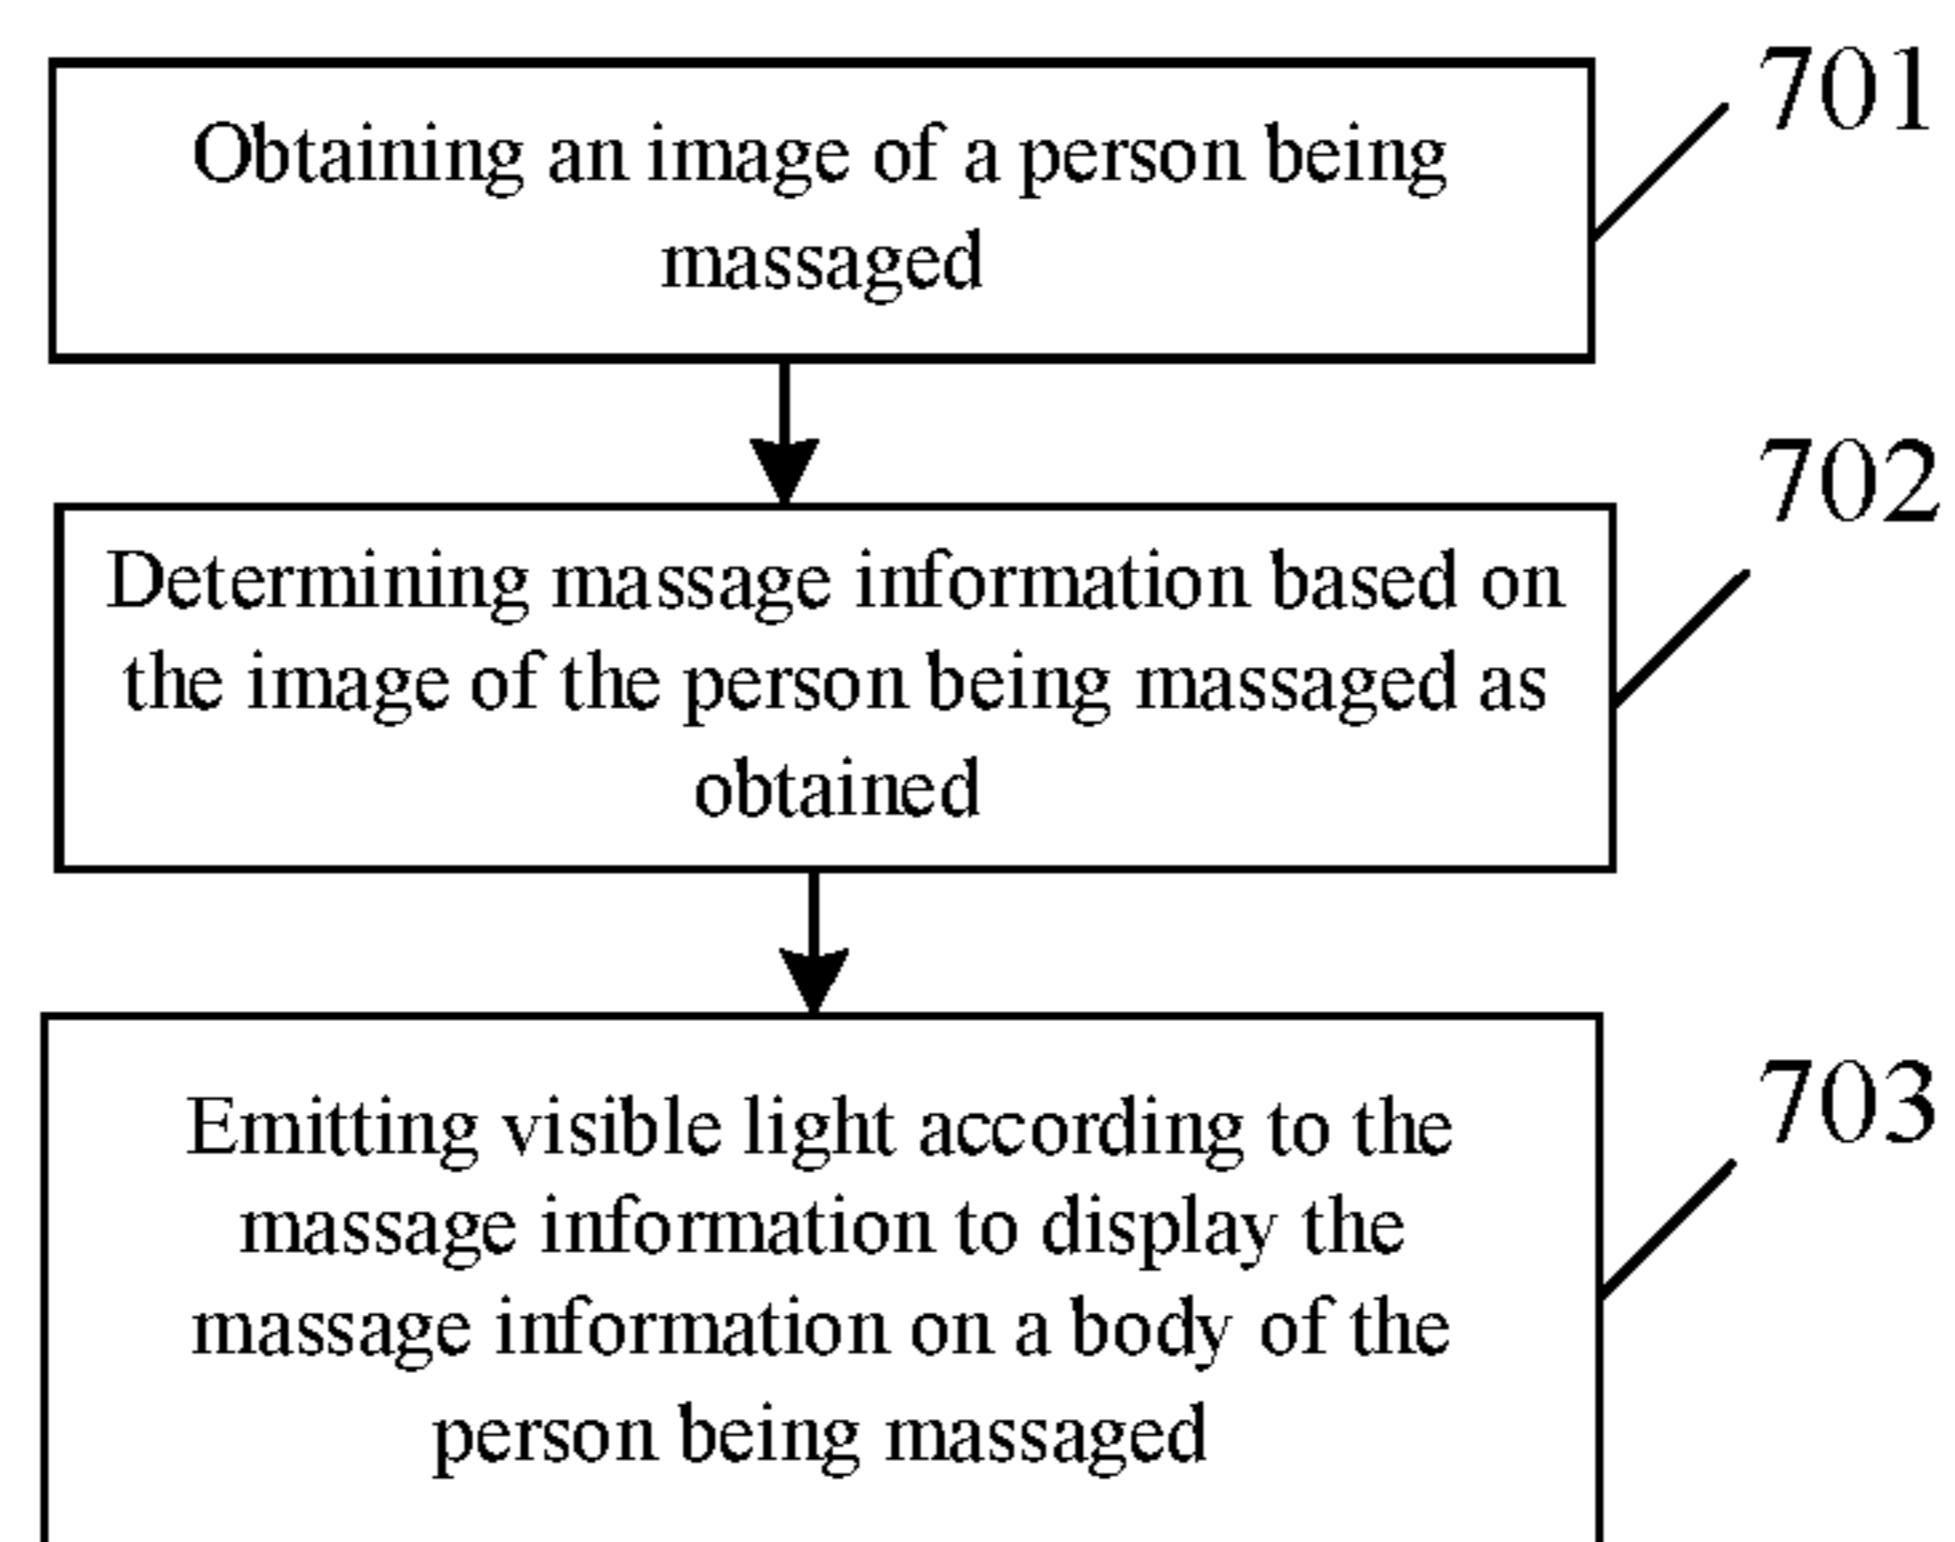 701
Obtaining an image of a person being
massaged
702
Determining massage information based on
the image of the person being massaged as
obtained
703
Emitting visible light according to the
massage information to display the
massage information on a body of the
person being massaged